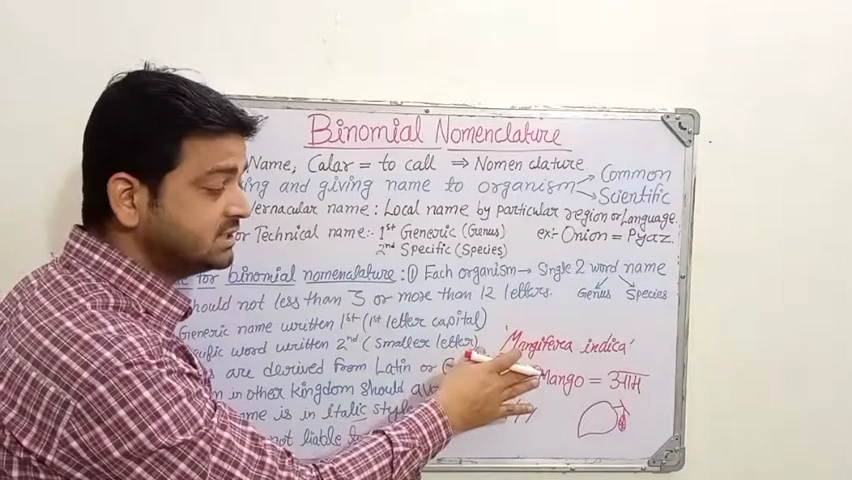 Binomial Nomenclature
Name, Calar = to call ⇒ Nomen clature
ing and giving name to organism Common
Scientific
Vernacular name : Local name by particular region or Language.
or Technical name :- 1st Generic (Genus) ex:- Onion = Pyaz
2nd Specific (Species)
for binomial nomenclature :- ① Each organism → Single 2 word name
Genus Species
should not less than 3 or more than 12 letters.
Generic name written 1st (1st letter capital)
word written 2nd (smaller letter)
'Mangifera indica'
are derived from Latin or
Mango = आम
in other kingdom should
is in Italic style
not liable